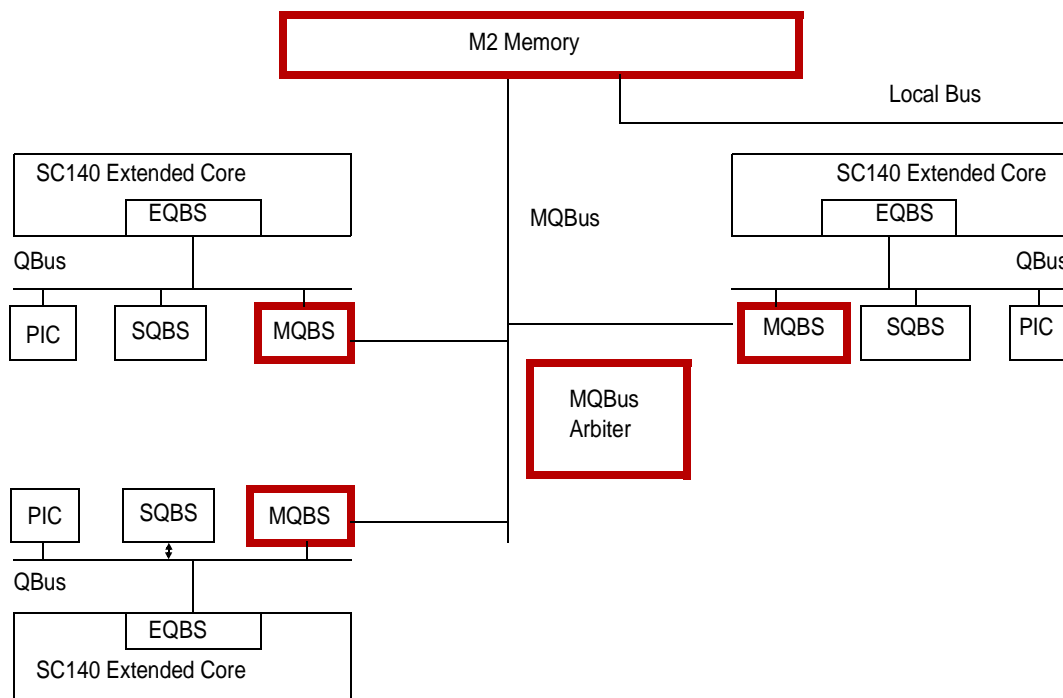 M2 Memory
Local Bus
SC140 Extended Core
EQBS
QBus
PIC
SQBS
MQBS
MQBus
SC140 Extended Core
EQBS
QBus
MQBS
SQBS
PIC
MQBus
Arbiter
PIC
SQBS
MQBS
QBus
EQBS
SC140 Extended Core